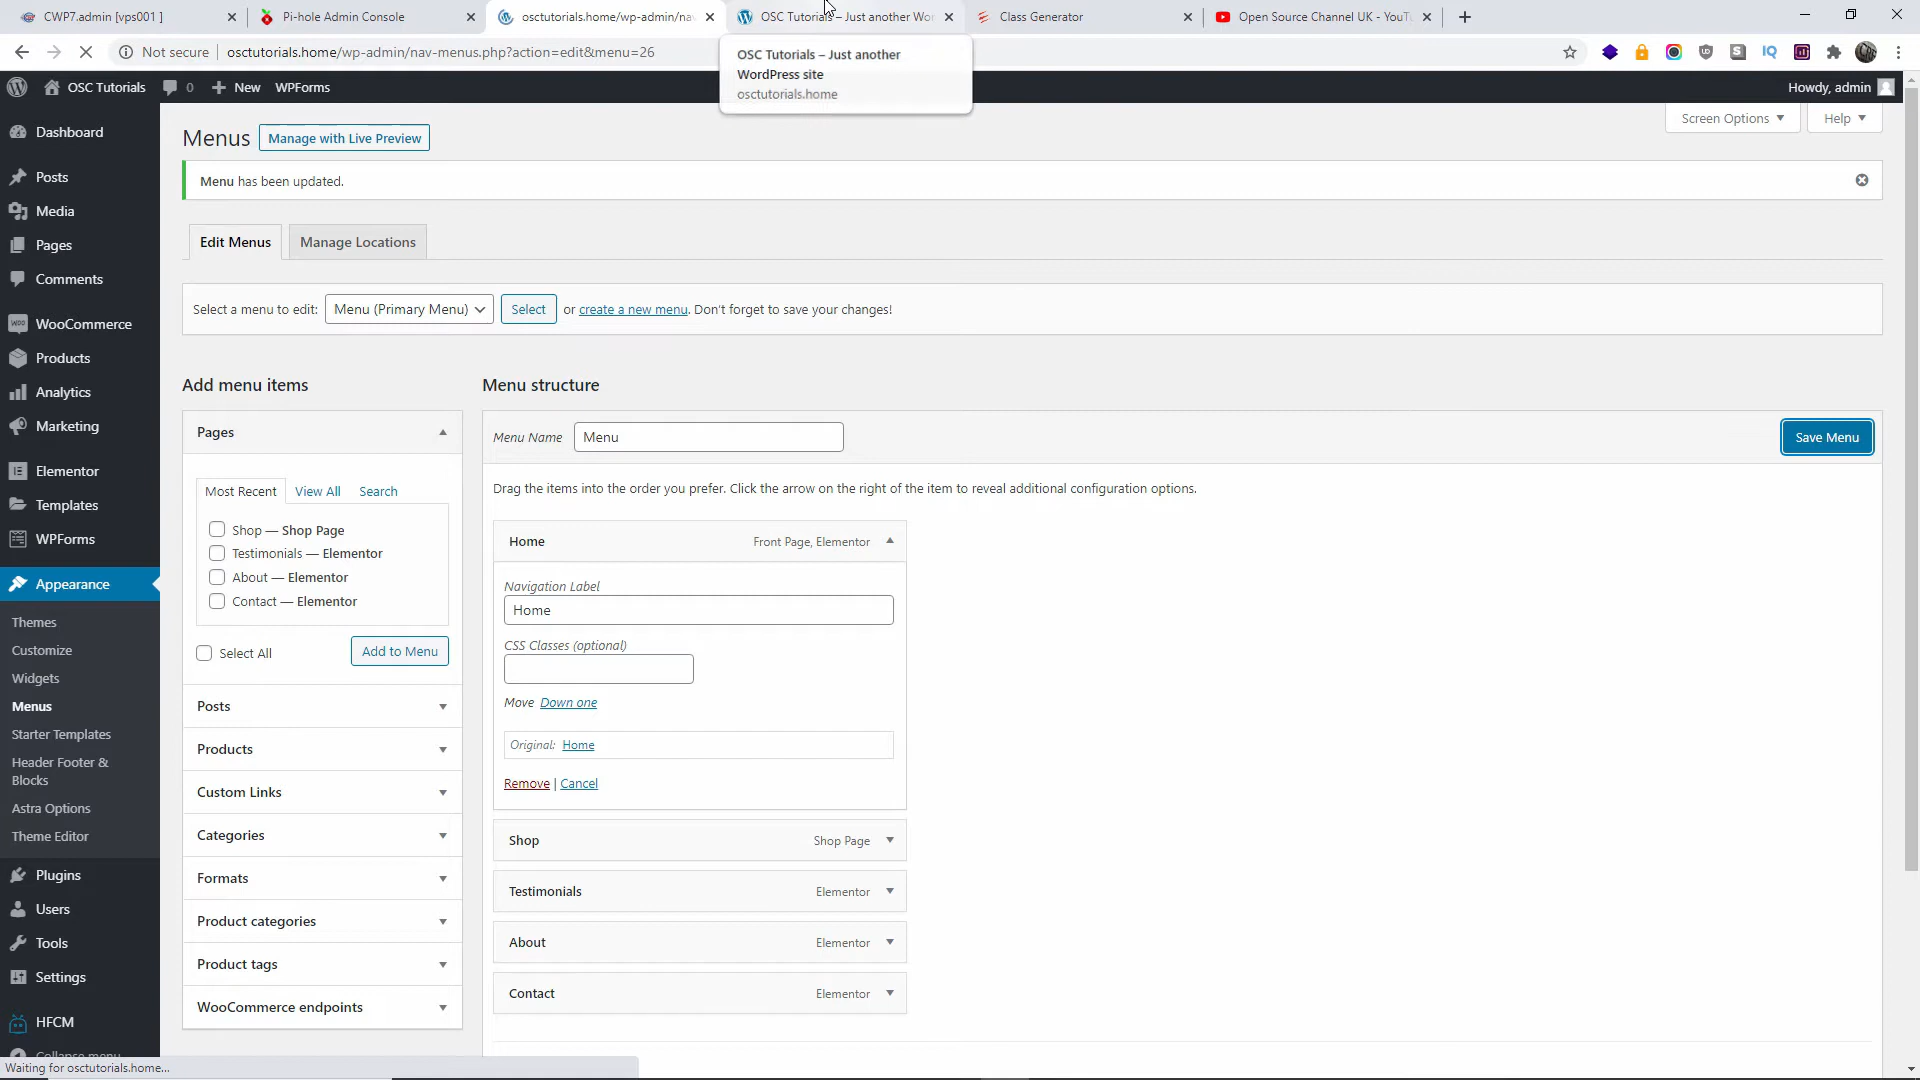 CWP7.admin [vps001 ]
Pi-hole Admin Console
osctutorials.home/wp-admin/nav
OSC Tutorials – Just another Wor
Class Generator
Open Source Channel UK - YouTu
Not secure
osctutorials.home/wp-admin/nav-menus.php?action=edit&menu=26
OSC Tutorials – Just another
WordPress site
osctutorials.home
OSC Tutorials
0
New
WPForms
Howdy, admin
Dashboard
Posts
Media
Pages
Comments
WooCommerce
Products
Analytics
Marketing
Elementor
Templates
WPForms
Appearance
Themes
Customize
Widgets
Menus
Starter Templates
Header Footer &
Blocks
Astra Options
Theme Editor
Plugins
Users
Tools
Settings
HFCM
Collapse menu
Waiting for osctutorials.home...
Screen Options
Help
Menus
Manage with Live Preview
Menu has been updated.
Edit Menus
Manage Locations
Select a menu to edit: Menu (Primary Menu) Select or create a new menu. Don't forget to save your changes!
Add menu items
Pages
Most Recent View All Search
Shop — Shop Page
Testimonials — Elementor
About — Elementor
Contact — Elementor
Select All
Add to Menu
Posts
Products
Custom Links
Categories
Formats
Product categories
Product tags
WooCommerce endpoints
Menu structure
Menu Name Menu
Save Menu
Drag the items into the order you prefer. Click the arrow on the right of the item to reveal additional configuration options.
Home Front Page, Elementor
Navigation Label
Home
CSS Classes (optional)
Move Down one
Original: Home
Remove | Cancel
Shop Shop Page
Testimonials Elementor
About Elementor
Contact Elementor